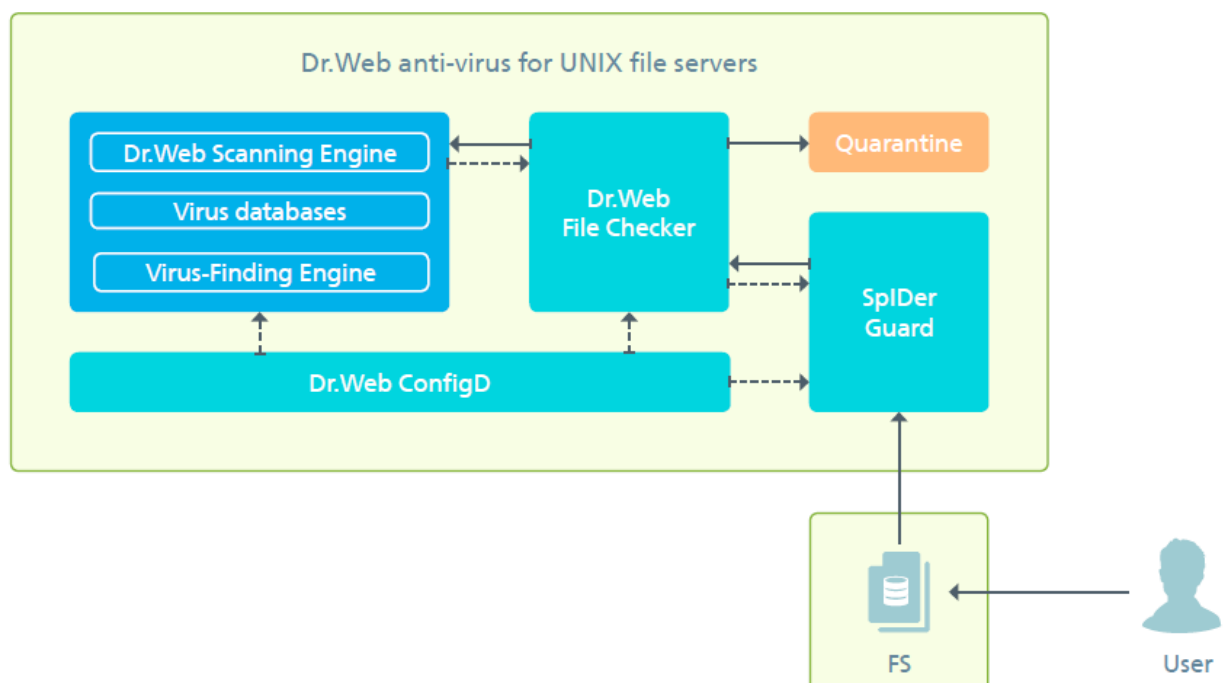 Dr.Web anti-virus for UNIX file servers
Dr.Web Scanning Engine
Virus databases
Virus-Finding Engine
Dr.Web
File Checker
Quarantine
SpIDer
Guard
Dr.Web ConfigD
FS
User